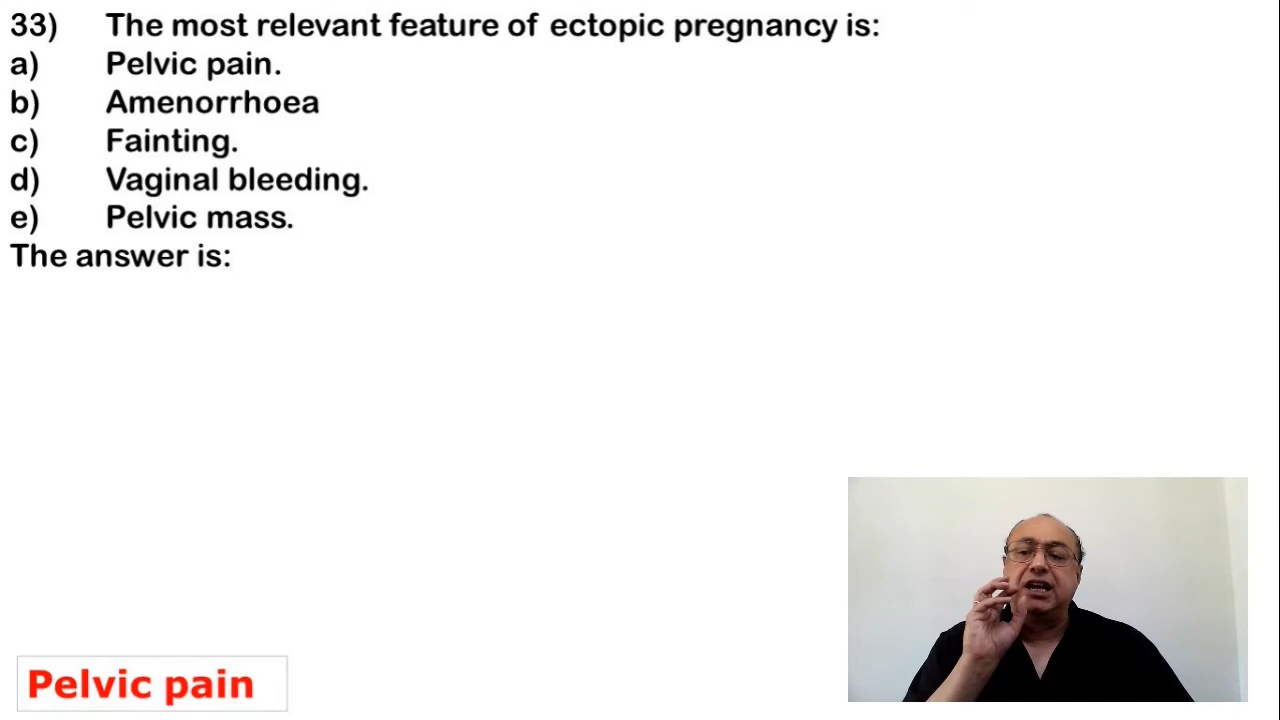 33) The most relevant feature of ectopic pregnancy is:
a) Pelvic pain.
b) Amenorrhoea
c) Fainting.
d) Vaginal bleeding.
e) Pelvic mass.
The answer is:
Pelvic pain